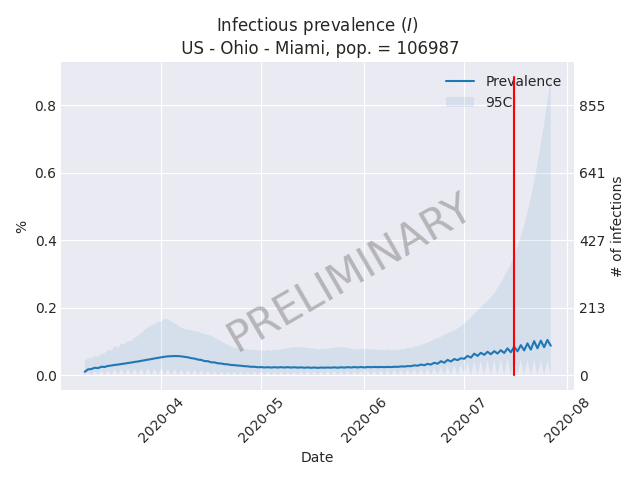 Infectious prevalence (I)
US - Ohio - Miami, pop. = 106987
Prevalence
95C
0.8
0.6
0.4
0.2
0.0
%
855
641
427
213
0
# of infections
PRELIMINARY
2020-04
2020-05
2020-06
2020-07
2020-08
Date